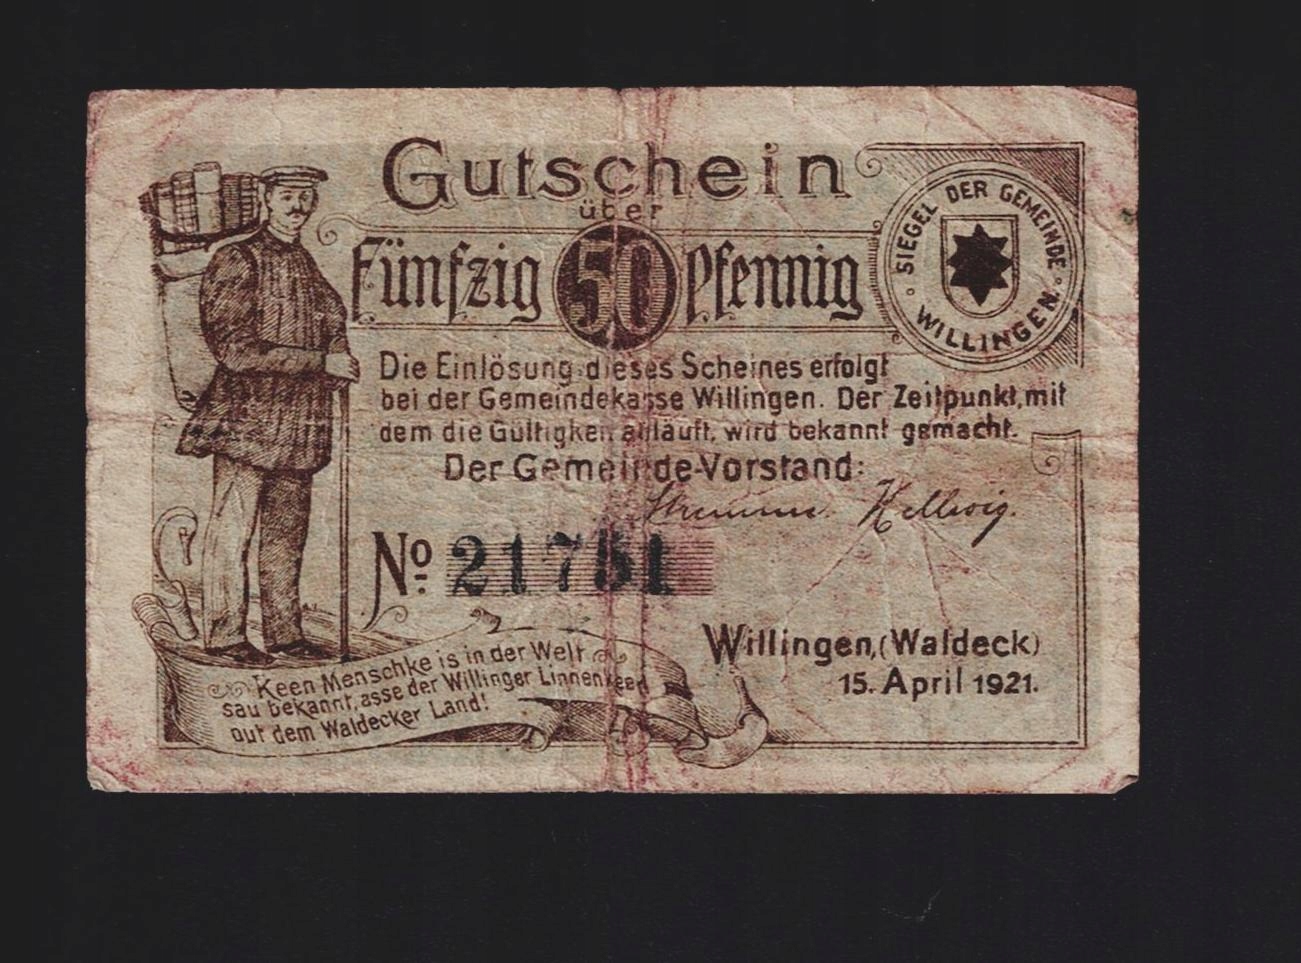 Gutschein
über
Fünfzig 50 Pfennig
SIEGEL DER GEMEINDE
WILLINGEN
Die Einlösung dieses Scheines erfolgt
bei der Gemeindekasse Willingen. Der Zeitpunkt, mit
dem die Gültigkeit abläuft, wird bekannt gemacht.
Der Gemeinde-Vorstand:
Hellwig.
No 21751
Willingen, (Waldeck)
15. April 1921.
Keen Menschke is in der Welt
sau bekannt, asse der Willinger
out dem Waldecker Land!